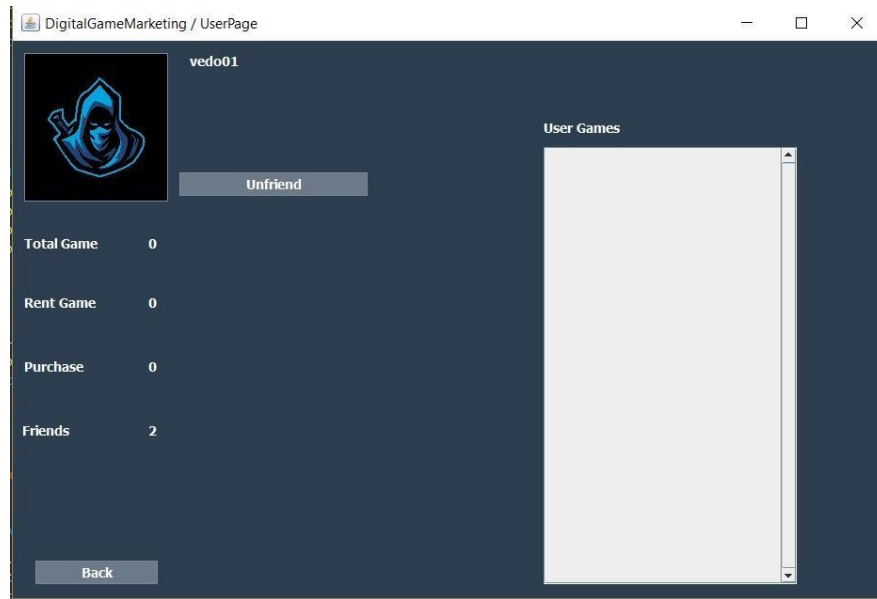 DigitalGameMarketing / UserPage
vedo01
User Games
Unfriend
Total Game 0
Rent Game 0
Purchase 0
Friends 2
Back